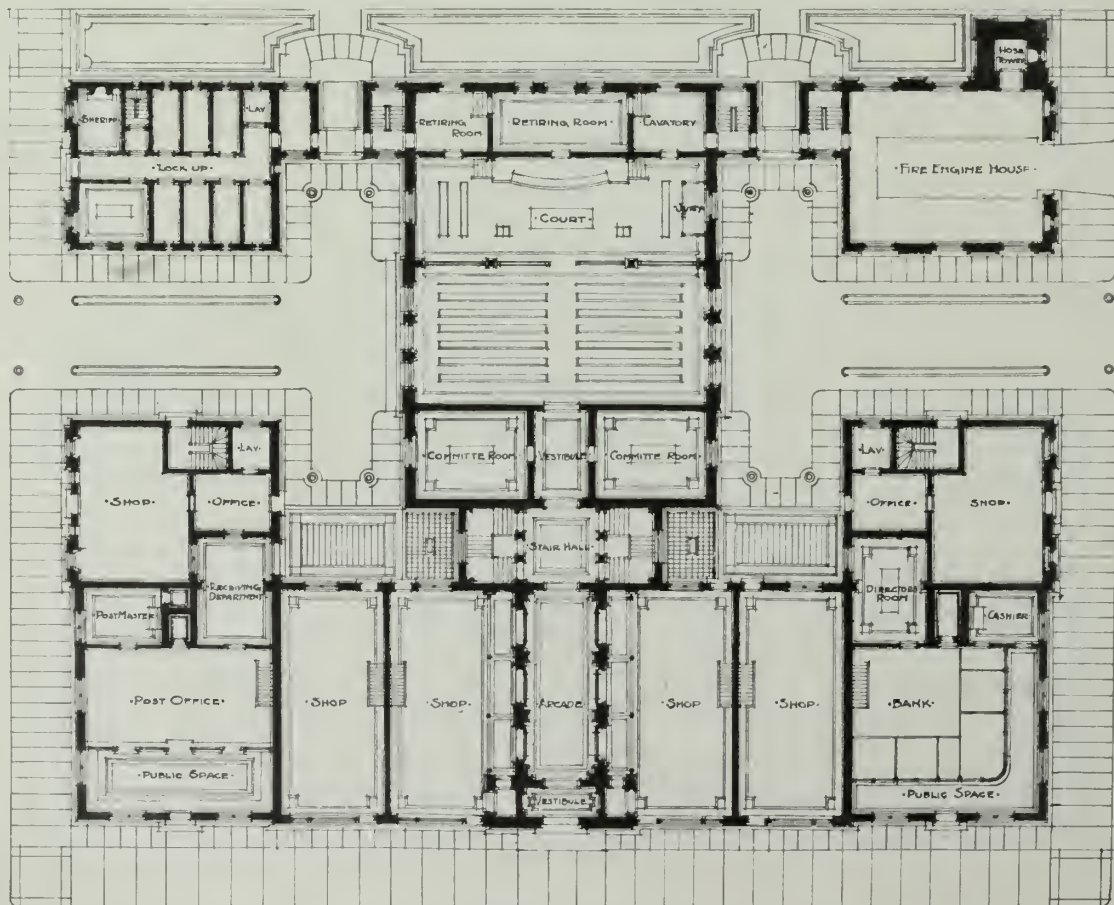 ·HOSE
TOWER·
·SHERIFF·
·LAV·
·LOCK UP·
·RETIRING
ROOM
·RETIRING ROOM·
·LAVATORY·
·FIRE ENGINE HOUSE·
·COURT·
·JURY·
·COMMITTE ROOM·
·VESTIBULE·
·COMMITTE ROOM·
·SHOP·
·LAV·
·OFFICE·
·LAV·
·OFFICE·
SHOP·
·STAIR HALL·
·RECEIVING
DEPARTMENT·
·POSTMASTER·
·DIRECTORS
ROOM
·CASHIER·
·POST OFFICE·
·SHOP
·SHOP·
·ARCADE
·SHOP
·SHOP·
·BANK·
·PUBLIC SPACE·
·VESTIBULE·
·PUBLIC SPACE·